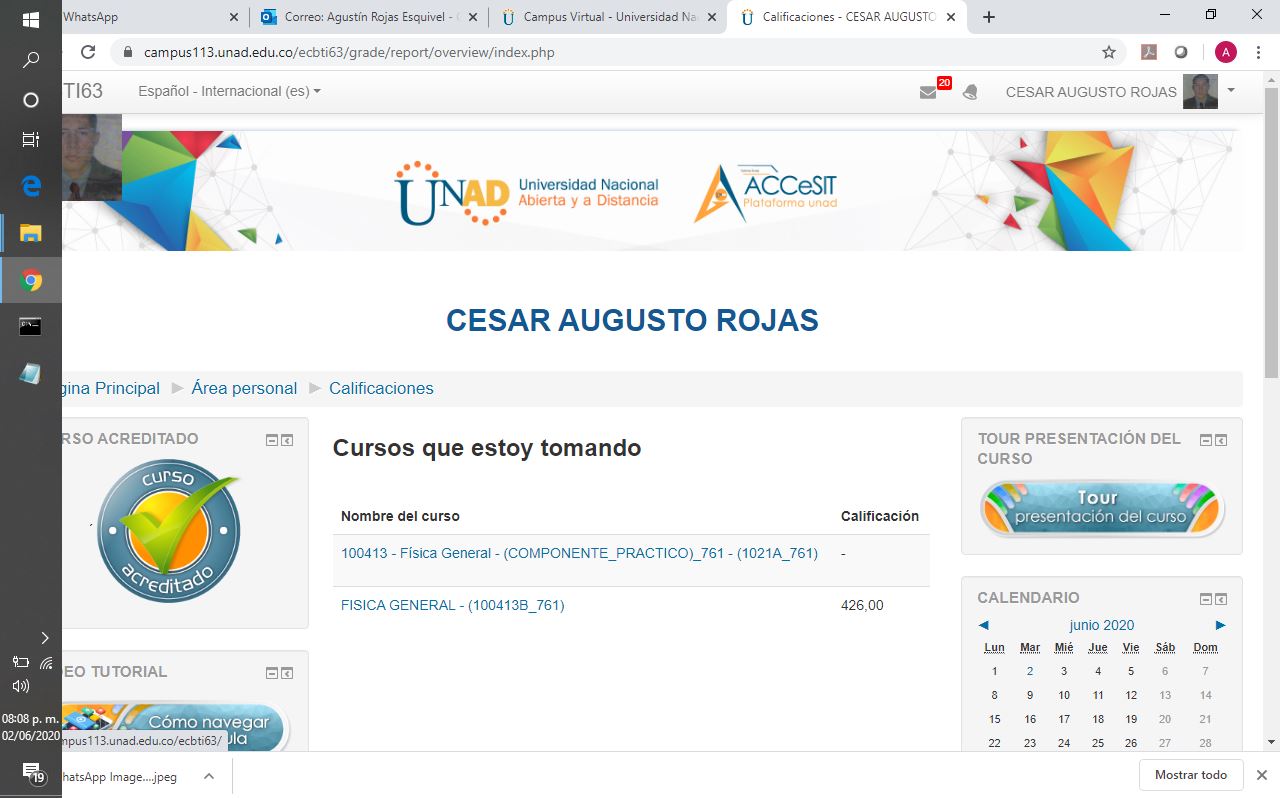 WhatsApp
Correo: Agustín Rojas Esquivel -
Campus Virtual - Universidad Na
Calificaciones - CESAR AUGUSTO
campus113.unad.edu.co/ecbti63/grade/report/overview/index.php
A
TI63
Español - Internacional (es)
20
CESAR AUGUSTO ROJAS
UNAD Universidad Nacional
Abierta y a Distancia
ACCeSIT
Plataforma unad
CESAR AUGUSTO ROJAS
gina Principal ► Área personal ► Calificaciones
RSO ACREDITADO
curso
acreditado
Cursos que estoy tomando
Nombre del curso Calificación
100413 - Física General - (COMPONENTE_PRACTICO)_761 - (1021A_761) -
FISICA GENERAL - (100413B_761) 426,00
TOUR PRESENTACIÓN DEL
CURSO
Tour
presentación del curso
CALENDARIO
◄ junio 2020 ►
Lun Mar Mié Jue Vie Sáb Dom
1 2 3 4 5 6 7
8 9 10 11 12 13 14
15 16 17 18 19 20 21
22 23 24 25 26 27 28
DEO TUTORIAL
Cómo navegar
ula
mpus113.unad.edu.co/ecbti63/
08:08 p. m.
02/06/2020
19
hatsApp Image....jpeg
Mostrar todo